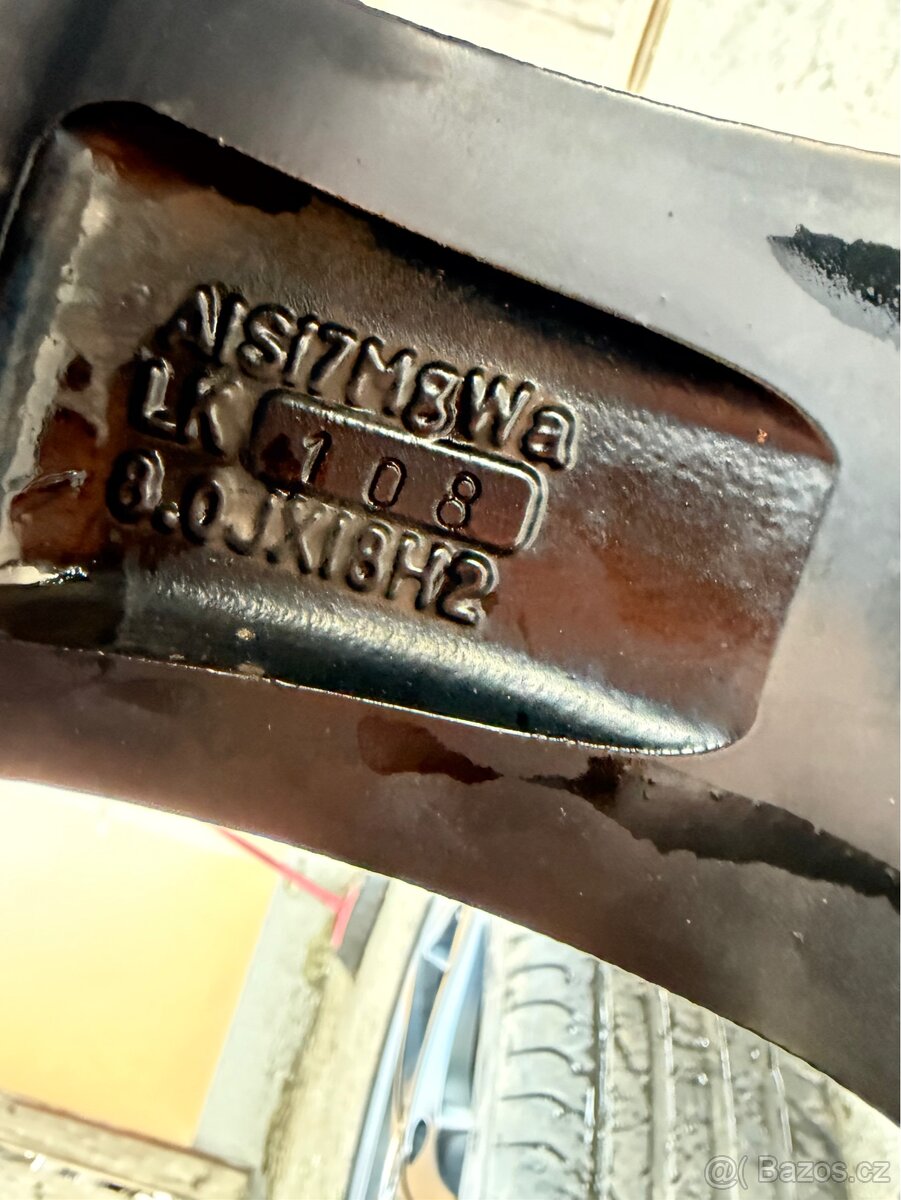 AlSi7MgWa
LK 108
8.0JX18H2
@( Bazos.cz